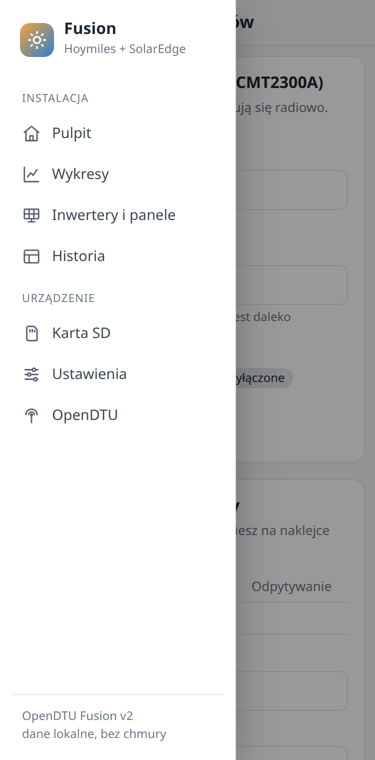 Fusion
Hoymiles + SolarEdge
INSTALACJA
Pulpit
Wykresy
Inwertery i panele
Historia
URZĄDZENIE
Karta SD
Ustawienia
OpenDTU
OpenDTU Fusion v2
dane lokalne, bez chmury
ów
(CMT2300A)
ują się radiowo.
est daleko
yłączone
y
iesz na naklejce
Odpytywanie